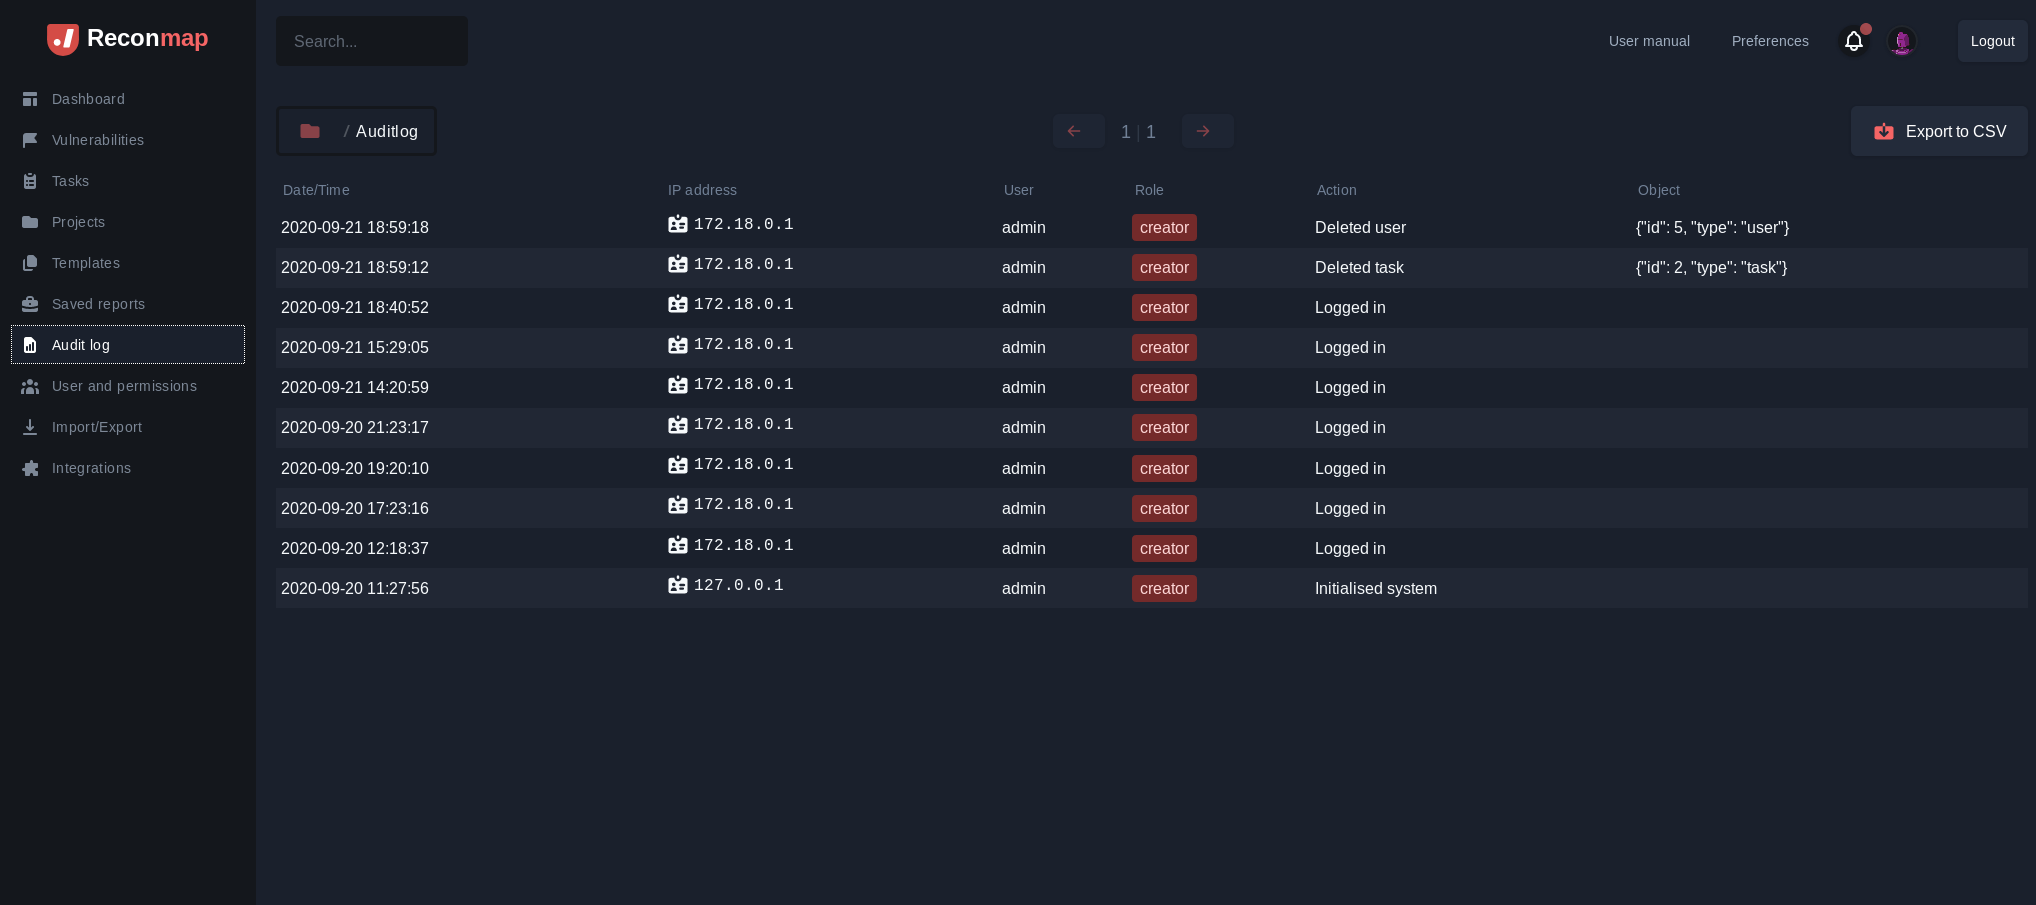 Reconmap
Search...
User manual
Preferences
Logout
Dashboard
Vulnerabilities
Tasks
Projects
Templates
Saved reports
Audit log
User and permissions
Import/Export
Integrations
/ Auditlog
1 | 1
Export to CSV
Date/Time IP address User Role Action Object
2020-09-21 18:59:18 172.18.0.1 admin creator Deleted user {"id": 5, "type": "user"}
2020-09-21 18:59:12 172.18.0.1 admin creator Deleted task {"id": 2, "type": "task"}
2020-09-21 18:40:52 172.18.0.1 admin creator Logged in
2020-09-21 15:29:05 172.18.0.1 admin creator Logged in
2020-09-21 14:20:59 172.18.0.1 admin creator Logged in
2020-09-20 21:23:17 172.18.0.1 admin creator Logged in
2020-09-20 19:20:10 172.18.0.1 admin creator Logged in
2020-09-20 17:23:16 172.18.0.1 admin creator Logged in
2020-09-20 12:18:37 172.18.0.1 admin creator Logged in
2020-09-20 11:27:56 127.0.0.1 admin creator Initialised system